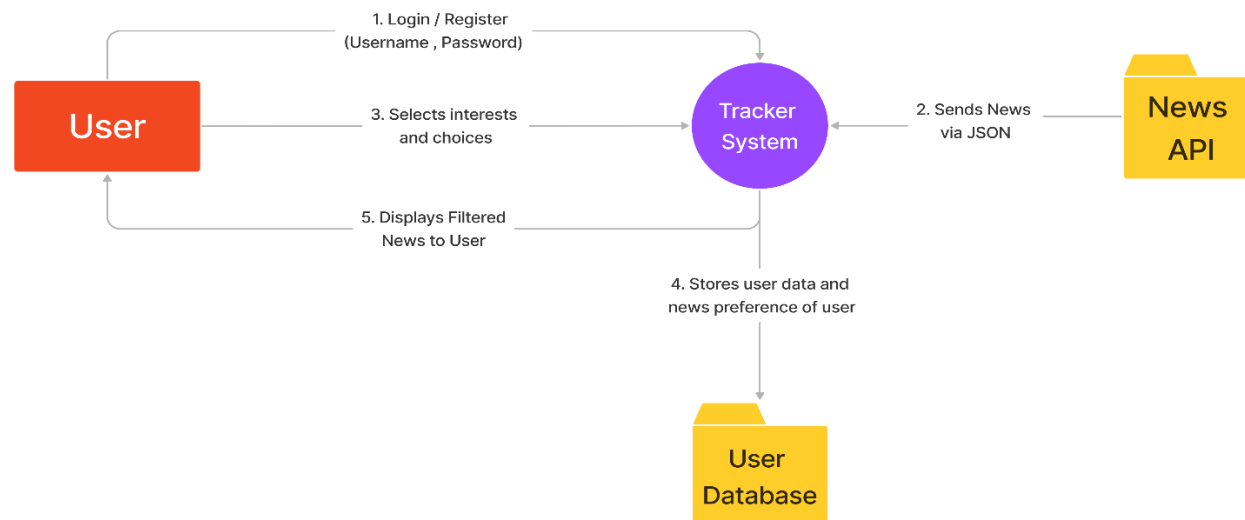 1. Login / Register
(Username , Password)
User
3. Selects interests
and choices
Tracker
System
2. Sends News
via JSON
News
API
5. Displays Filtered
News to User
4. Stores user data and
news preference of user
User
Database